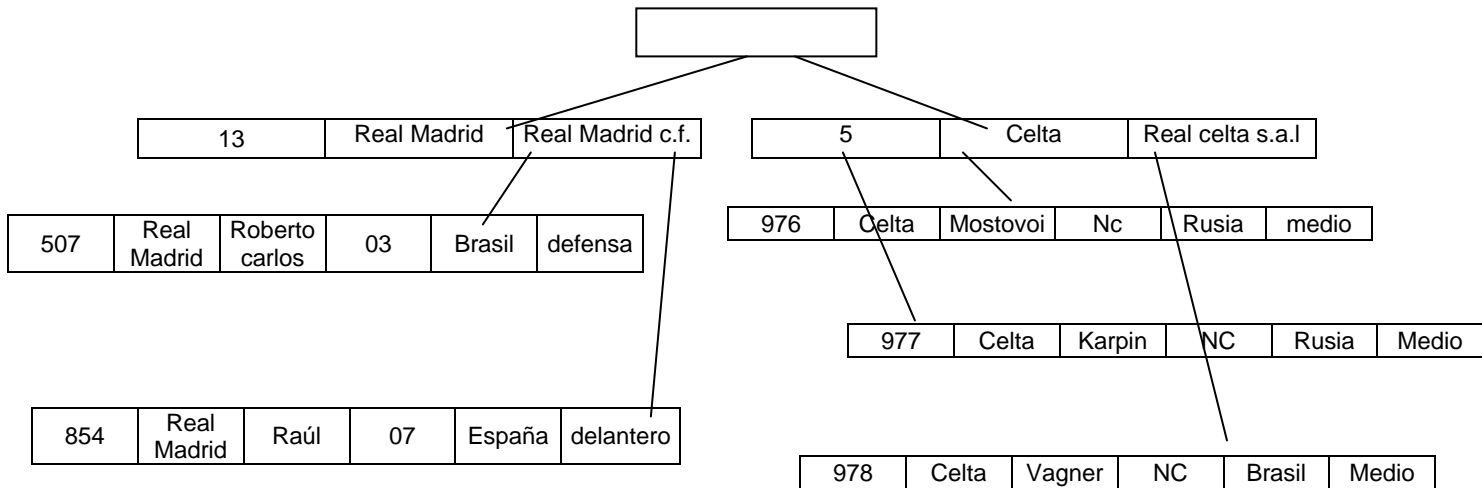 13 Real Madrid Real Madrid c.f.
5 Celta Real celta s.a.l
507 Real Madrid Roberto carlos 03 Brasil defensa
976 Celta Mostovoi Nc Rusia medio
977 Celta Karpin NC Rusia Medio
854 Real Madrid Raúl 07 España delantero
978 Celta Vagner NC Brasil Medio